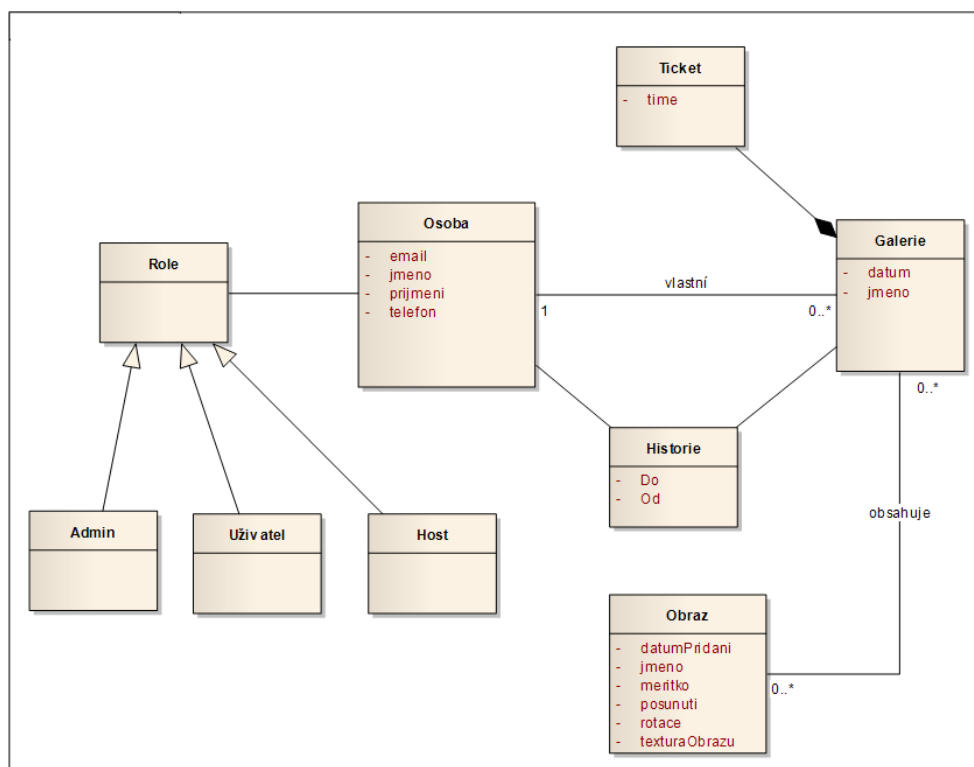 Ticket
- time
Osoba
- email
- jmeno
- prijmeni
- telefon
Galerie
- datum
- jmeno
Role
vlastní
1
0..*
0..*
Historie
- Do
- Od
obsahuje
Admin
Uživatel
Host
Obraz
- datumPridani
- jmeno
- meritko
- posunuti
- rotace
- texturaObrazu
0..*